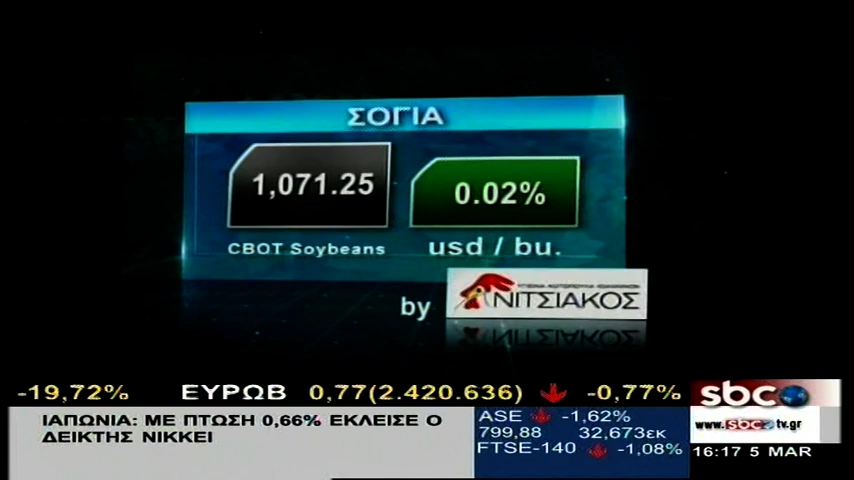 ΣΟΓΙΑ
1,071.25
0.02%
CBOT Soybeans
usd / bu.
by
ΝΙΤΣΙΑΚΟΣ
-19,72%
ΕΥΡΩΒ
0,77(2.420.636)
-0,77%
sbc
www.sbctv.gr
ΙΑΠΩΝΙΑ: ΜΕ ΠΤΩΣΗ 0,66% ΕΚΛΕΙΣΕ Ο
ΔΕΙΚΤΗΣ ΝΙΚΚΕΙ
ASE -1,62%
799,88 32,673εκ
FTSE-140 -1,08%
16:17 5 MAR